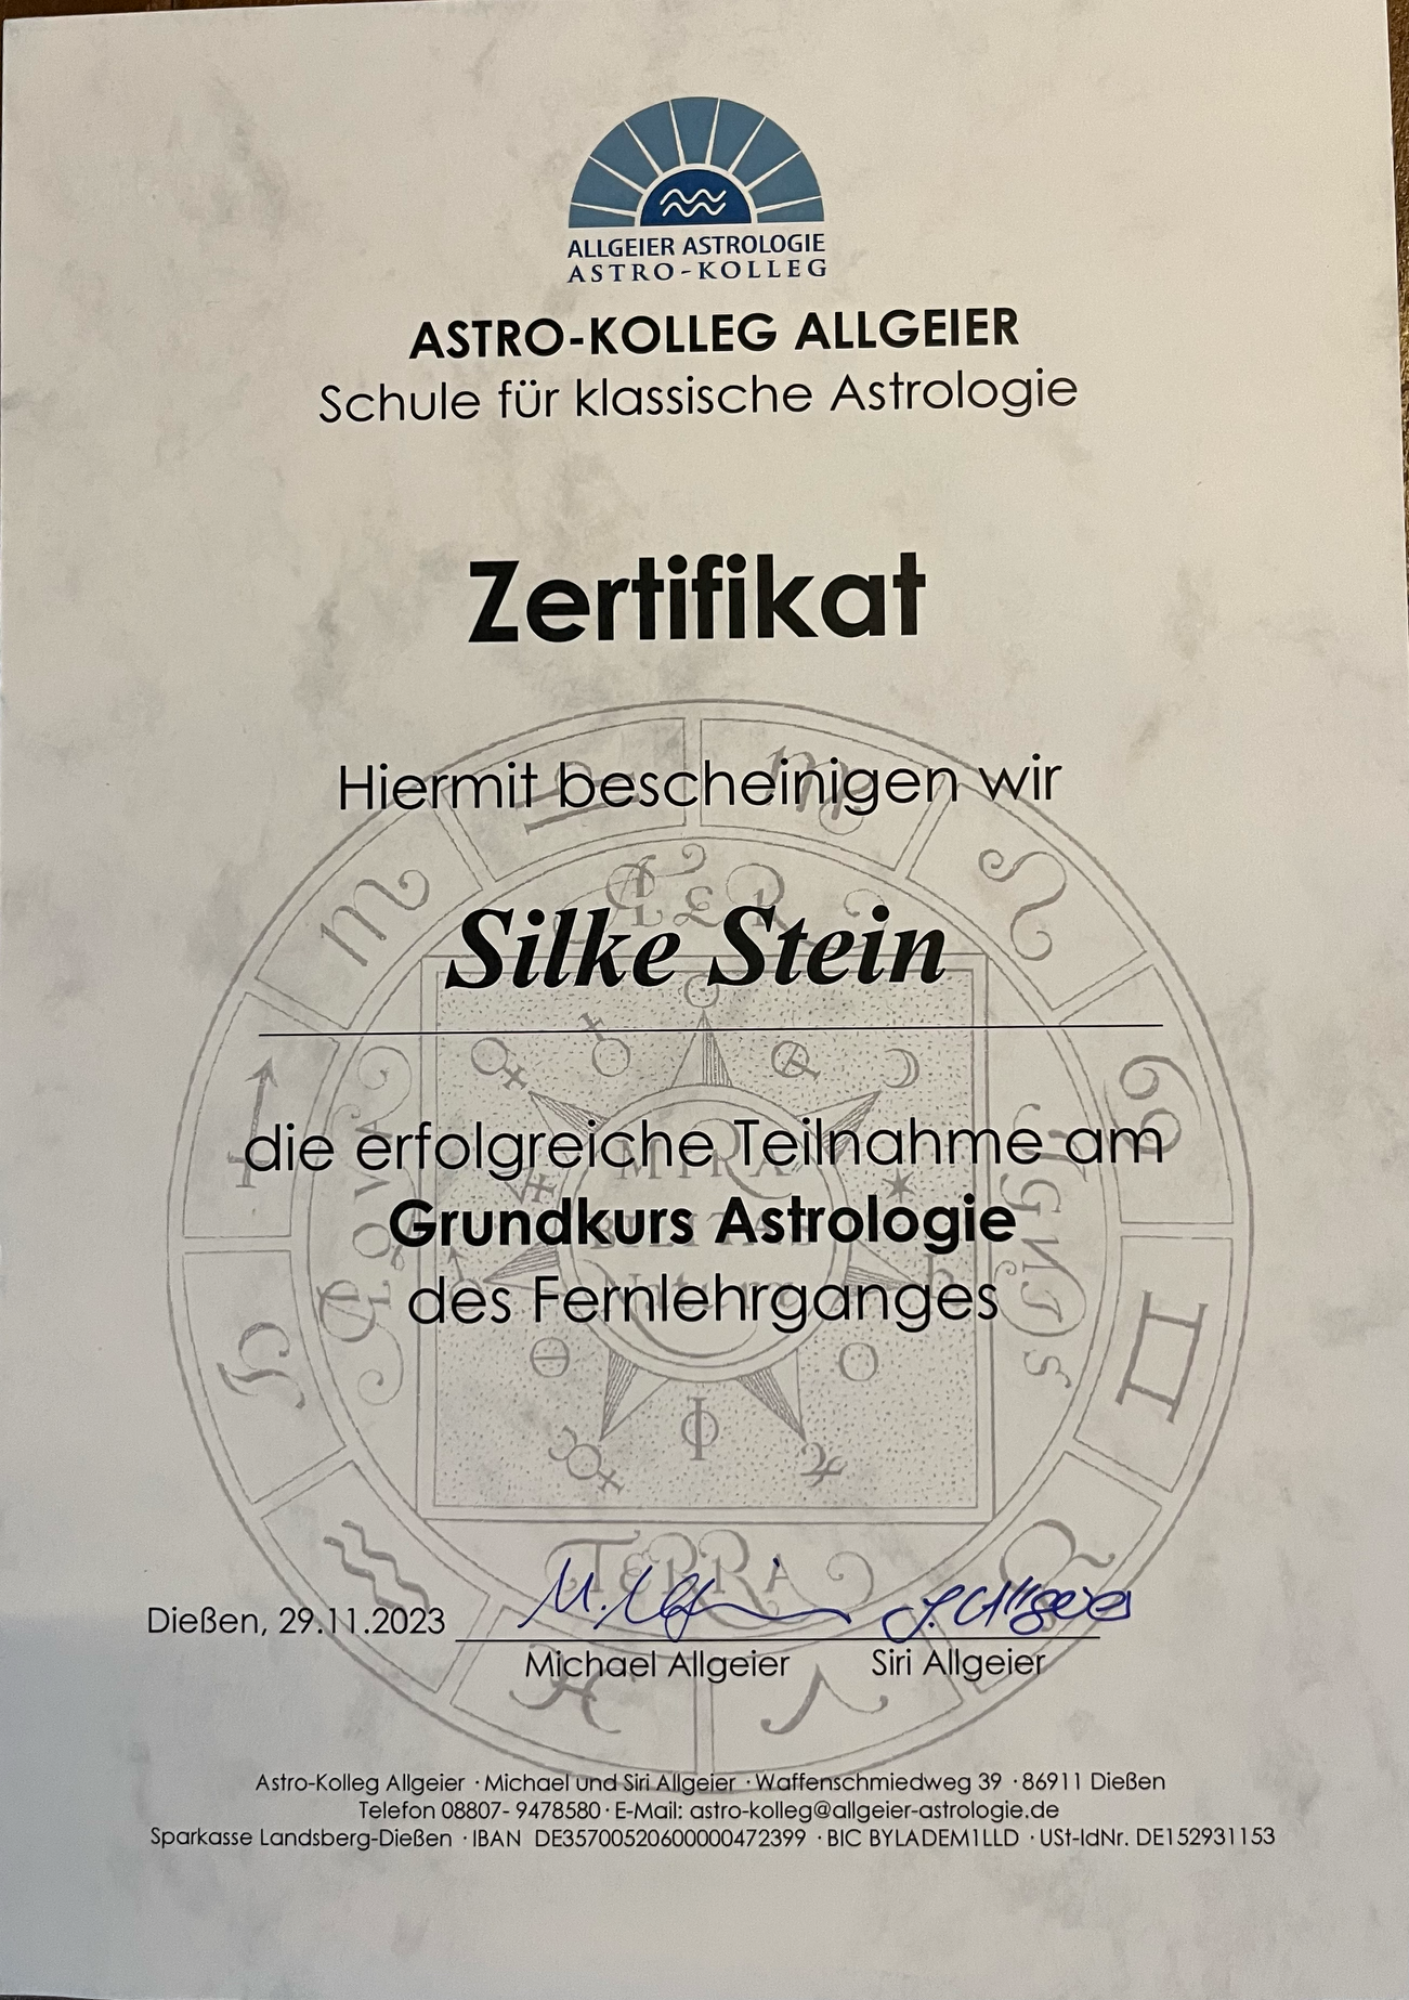 ALLGEIER ASTROLOGIE
ASTRO-KOLLEG
ASTRO-KOLLEG ALLGEIER
Schule für klassische Astrologie
Zertifikat
Hiermit bescheinigen wir
Silke Stein
die erfolgreiche Teilnahme am
Grundkurs Astrologie
des Fernlehrganges
TERRA
Dießen, 29.11.2023
Michael Allgeier Siri Allgeier
Astro-Kolleg Allgeier · Michael und Siri Allgeier · Waffenschmiedweg 39 · 86911 Dießen
Telefon 08807- 9478580 · E-Mail: astro-kolleg@allgeier-astrologie.de
Sparkasse Landsberg-Dießen · IBAN DE35700520600000472399 · BIC BYLADEM1LLD · USt-IdNr. DE152931153